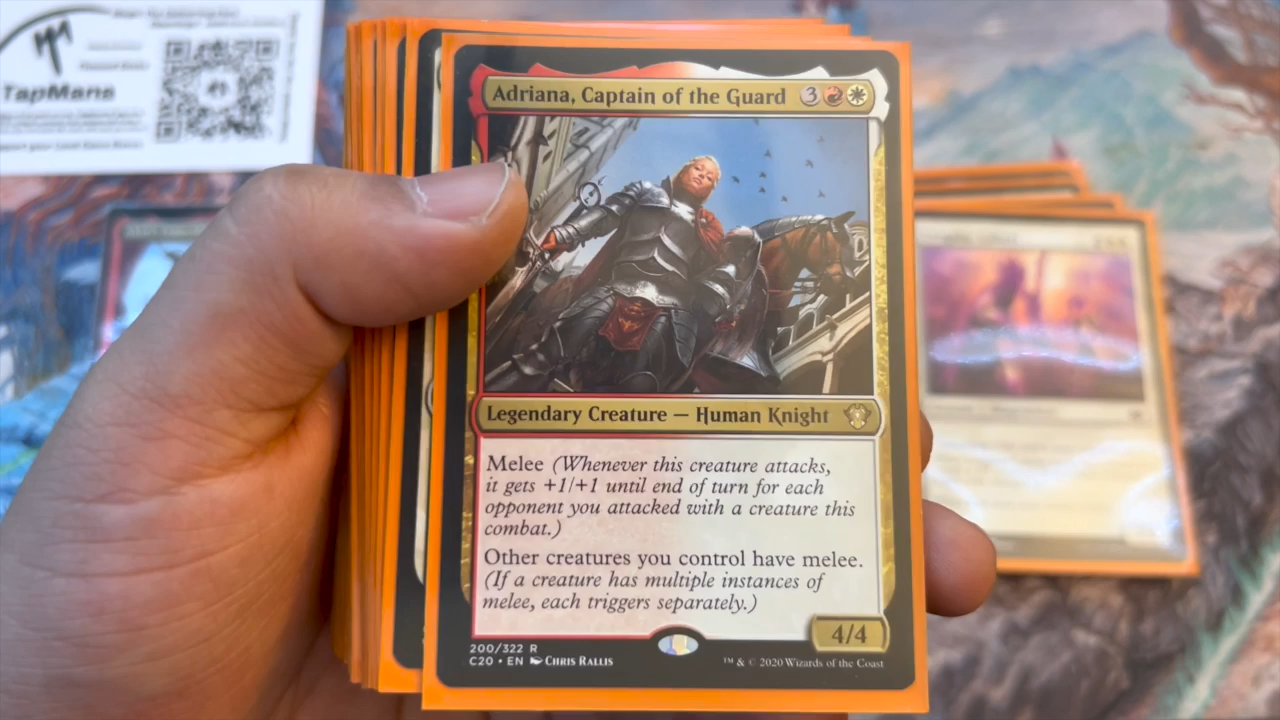 TapMana
Adriana, Captain of the Guard 3
Legendary Creature — Human Knight
Melee (Whenever this creature attacks,
it gets +1/+1 until end of turn for each
opponent you attacked with a creature this
combat.)
Other creatures you control have melee.
(If a creature has multiple instances of
melee, each triggers separately.)
4/4
200/322 R
C20 • EN Chris Rallis
™ & © 2020 Wizards of the Coast